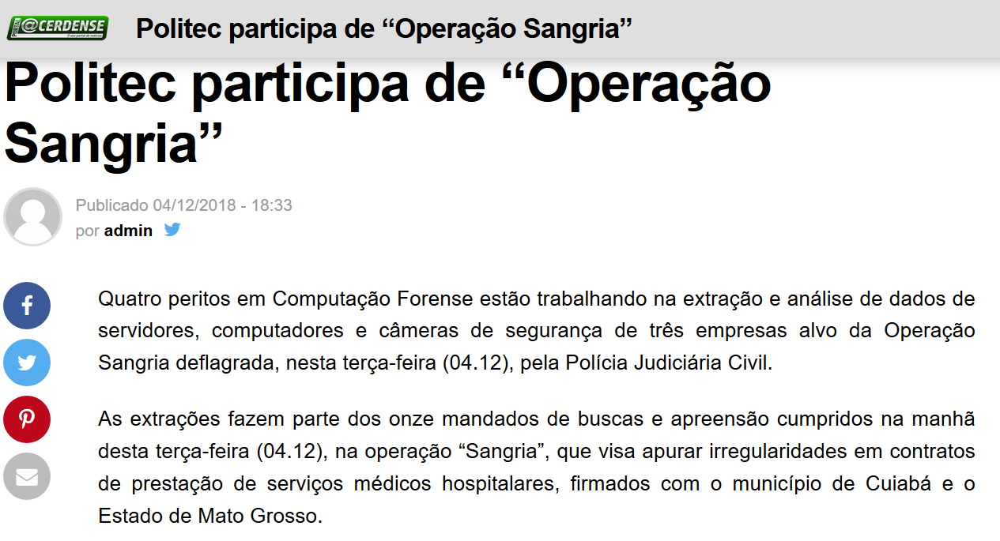 PORTAL @CERDENSE
O seu portal de notícias
Politec participa de “Operação Sangria”
Politec participa de “Operação
Sangria”
Publicado 04/12/2018 - 18:33
por admin
Quatro peritos em Computação Forense estão trabalhando na extração e análise de dados de
servidores, computadores e câmeras de segurança de três empresas alvo da Operação
Sangria deflagrada, nesta terça-feira (04.12), pela Polícia Judiciária Civil.
As extrações fazem parte dos onze mandados de buscas e apreensão cumpridos na manhã
desta terça-feira (04.12), na operação “Sangria”, que visa apurar irregularidades em contratos
de prestação de serviços médicos hospitalares, firmados com o município de Cuiabá e o
Estado de Mato Grosso.